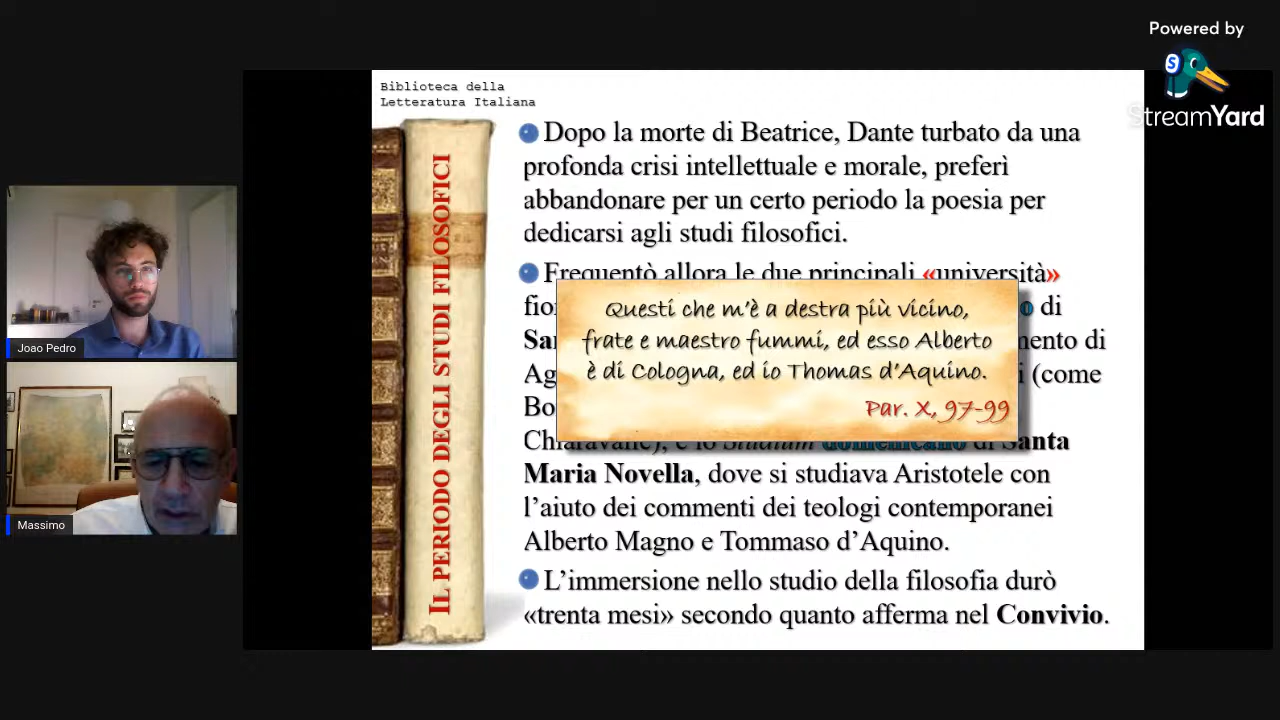 Powered by
StreamYard
Biblioteca della
Letteratura Italiana
IL PERIODO DEGLI STUDI FILOSOFICI
Dopo la morte di Beatrice, Dante turbato da una
profonda crisi intellettuale e morale, preferì
abbandonare per un certo periodo la poesia per
dedicarsi agli studi filosofici.
Frequentò allora le due principali «università»
di
Questi che m’è a destra più vicino,
frate e maestro fummi, ed esso Alberto
è di Cologna, ed io Thomas d’Aquino.
Par. X, 97-99
(come
Chiaravalle), e lo Studium domenicano di Santa
Maria Novella, dove si studiava Aristotele con
l’aiuto dei commenti dei teologi contemporanei
Alberto Magno e Tommaso d’Aquino.
L’immersione nello studio della filosofia durò
«trenta mesi» secondo quanto afferma nel Convivio.
Joao Pedro
Massimo